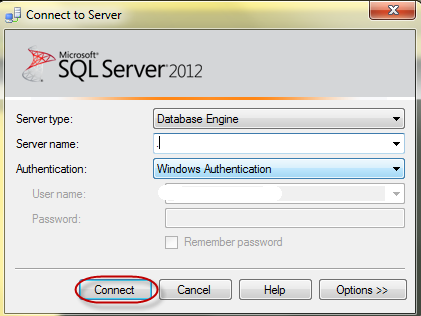 Connect to Server
Microsoft®
SQL Server® 2012
Server type: Database Engine
Server name: .
Authentication: Windows Authentication
User name:
Password:
Remember password
Connect Cancel Help Options >>